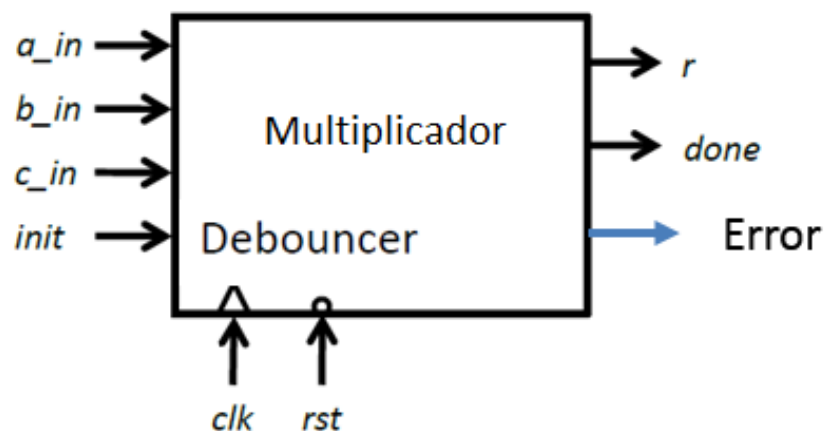 a_in
b_in
c_in
init
Multiplicador
Debouncer
r
done
Error
clk
rst